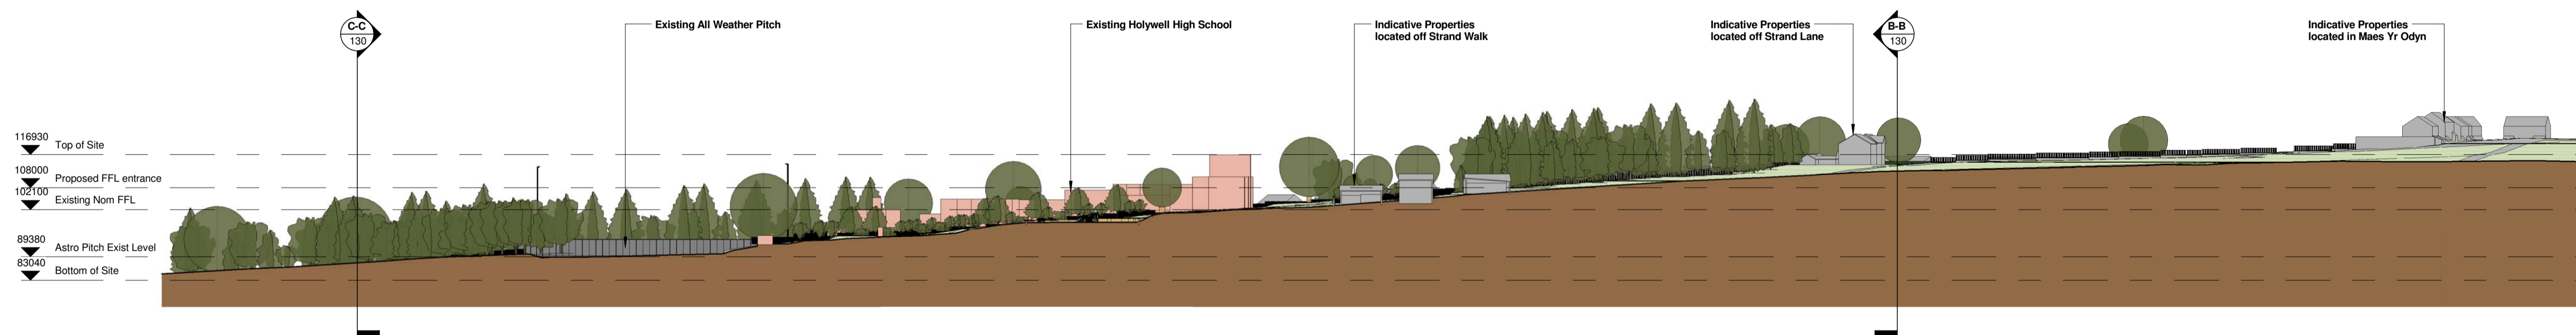 C-C
130
Existing All Weather Pitch
Existing Holywell High School
Indicative Properties
located off Strand Walk
Indicative Properties
located off Strand Lane
B-B
130
Indicative Properties
located in Maes Yr Odyn
116930
Top of Site
108000
Proposed FFL entrance
102100
Existing Nom FFL
89380
Astro Pitch Exist Level
83040
Bottom of Site